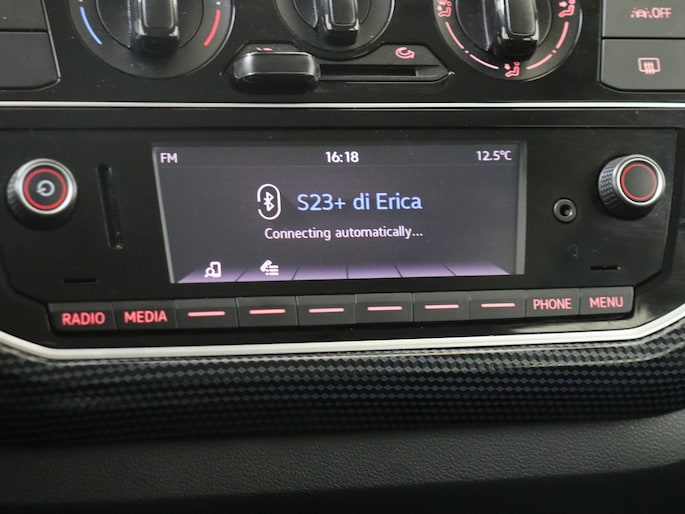 OFF
FM 16:18 12.5°C
S23+ di Erica
Connecting automatically...
RADIO MEDIA PHONE MENU